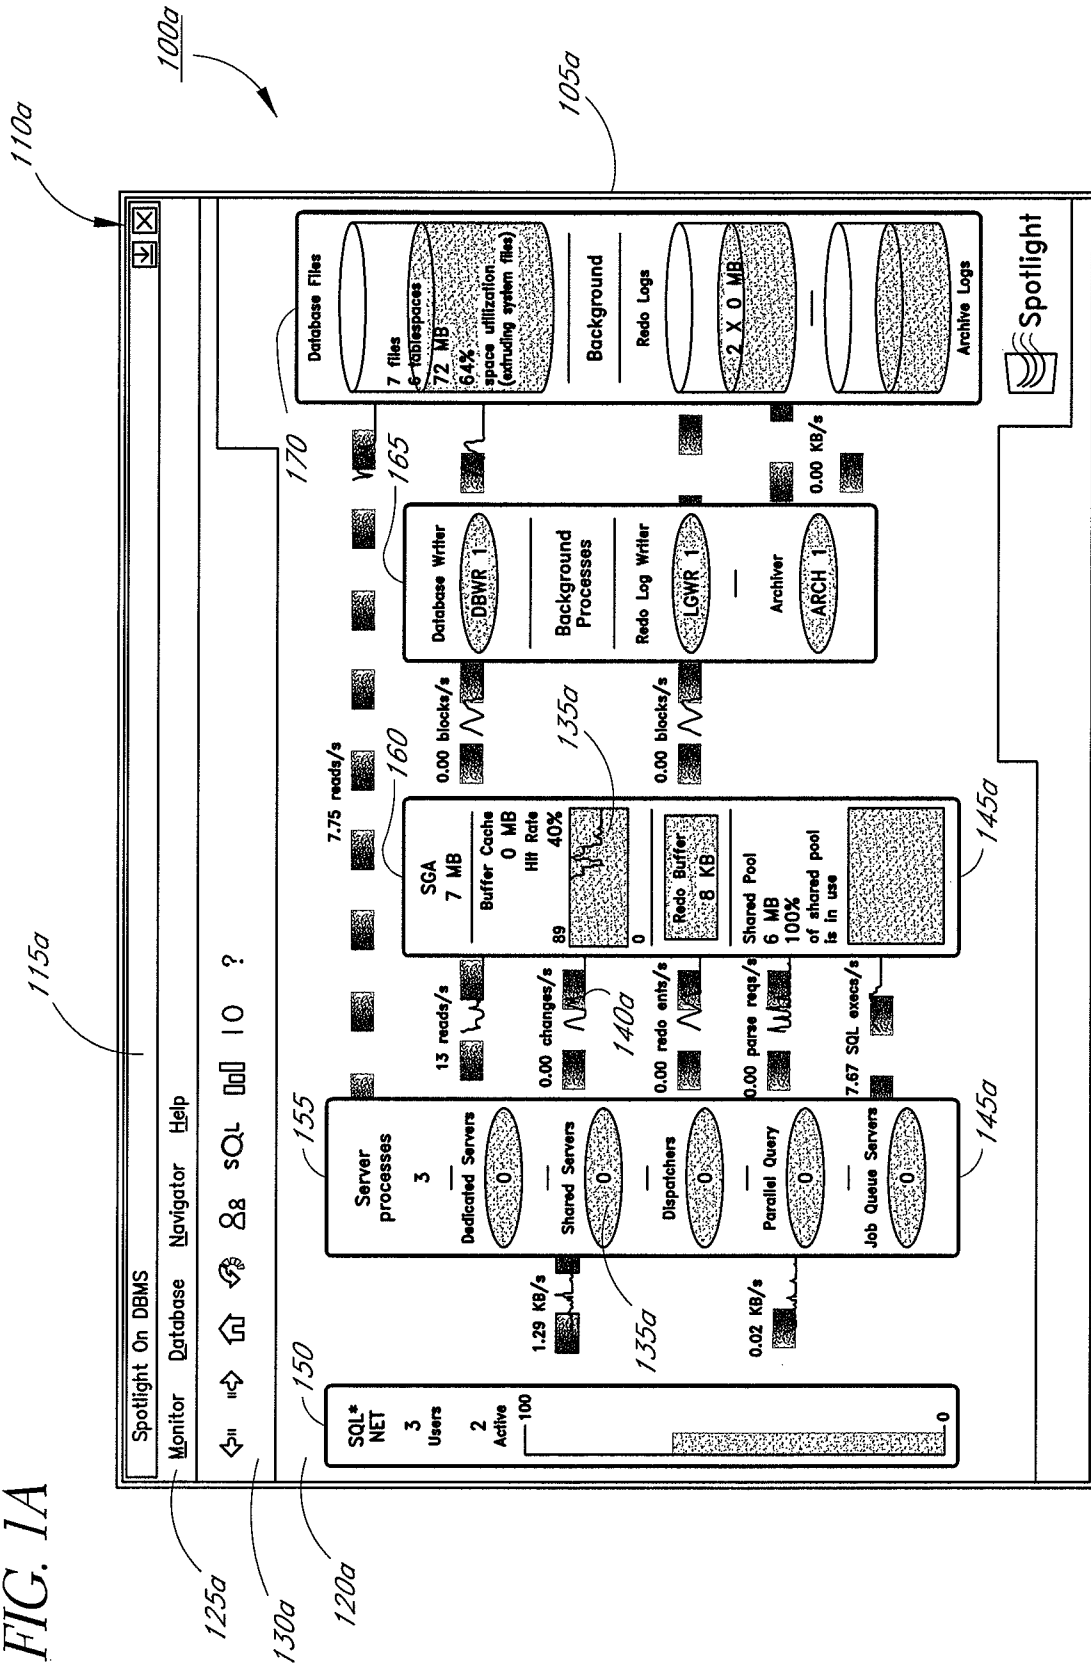 FIG. 1A
100a
110a
115a
105a
Spotlight On DBMS
Monitor Database Navigator Help
SQL IO ?
125a
130a
120a
150
SQL*
NET
3
Users
2
Active
100
0
1.29 KB/s
0.02 KB/s
155
Server
processes
3
Dedicated Servers
0
Shared Servers
0
Dispatchers
0
Parallel Query
0
Job Queue Servers
0
135a
145a
7.75 reads/s
13 reads/s
0.00 changes/s
140a
0.00 redo ents/s
0.00 parse reqs/s
7.67 SQL execs/s
160
SGA
7 MB
Buffer Cache
0 MB
Hit Rate
40%
89
0
Redo Buffer
8 KB
Shared Pool
6 MB
100%
of shared pool
is in use
135a
145a
0.00 blocks/s
0.00 blocks/s
165
Database Writer
DBWR 1
Background
Processes
Redo Log Writer
LGWR 1
Archiver
ARCH 1
0.00 KB/s
170
Database Files
7 files
6 tablespaces
72 MB
64%
space utilization
(extruding system files)
Background
Redo Logs
2 X 0 MB
Archive Logs
Spotlight